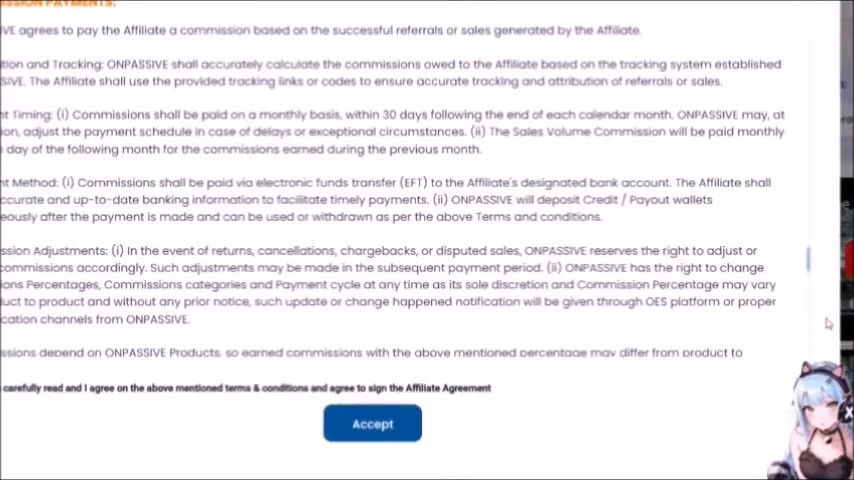 SSION PAYMENTS:
VE agrees to pay the Affiliate a commission based on the successful referrals or sales generated by the Affiliate.
tion and Tracking: ONPASSIVE shall accurately calculate the commissions owed to the Affiliate based on the tracking system established
SIVE. The Affiliate shall use the provided tracking links or codes to ensure accurate tracking and attribution of referrals or sales.
t Timing: (i) Commissions shall be paid on a monthly basis, within 30 days following the end of each calendar month. ONPASSIVE may, at
ion, adjust the payment schedule in case of delays or exceptional circumstances. (ii) The Sales Volume Commission will be paid monthly
day of the following month for the commissions earned during the previous month.
t Method: (i) Commissions shall be paid via electronic funds transfer (EFT) to the Affiliate's designated bank account. The Affiliate shall
ccurate and up-to-date banking information to facilitate timely payments. (ii) ONPASSIVE will deposit Credit / Payout wallets
eously after the payment is made and can be used or withdrawn as per the above Terms and conditions.
ssion Adjustments: (i) In the event of returns, cancellations, chargebacks, or disputed sales, ONPASSIVE reserves the right to adjust or
commissions accordingly. Such adjustments may be made in the subsequent payment period. (ii) ONPASSIVE has the right to change
ions Percentages, Commissions categories and Payment cycle at any time as its sole discretion and Commission Percentage may vary
uct to product and without any prior notice, such update or change happened notification will be given through OES platform or proper
cation channels from ONPASSIVE.
ssions depend on ONPASSIVE Products, so earned commissions with the above mentioned percentage may differ from product to
carefully read and I agree on the above mentioned terms & conditions and agree to sign the Affiliate Agreement
Accept